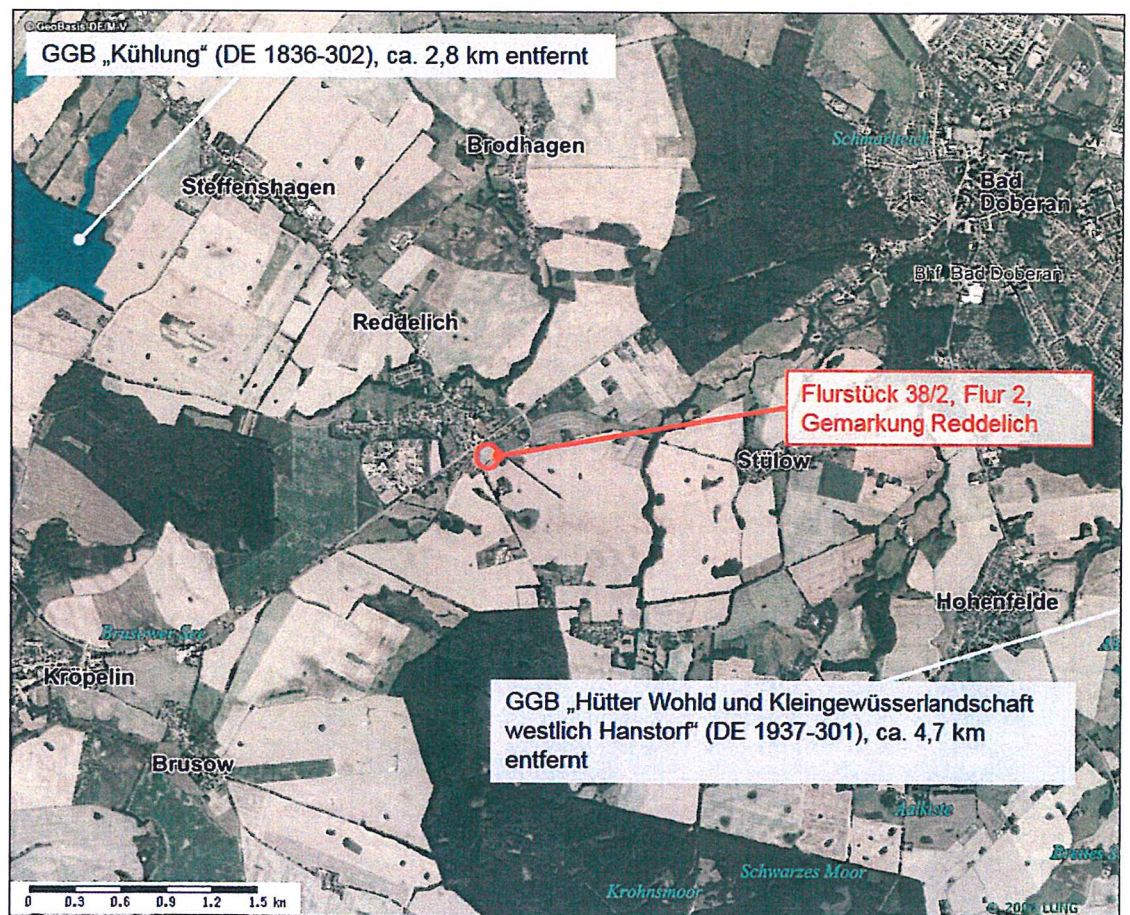 © GeoBasis DE/M-V
GGB „Kühlung“ (DE 1836-302), ca. 2,8 km entfernt
Schmarlteich
Brodhagen
Steffenshagen
Bad
Doberan
Bhf. Bad Doberan
Reddelich
Flurstück 38/2, Flur 2,
Gemarkung Reddelich
Stülow
Hohenfelde
Brusower See
Kröpelin
GGB „Hütter Wohld und Kleingewüsserlandschaft
westlich Hanstorf“ (DE 1937-301), ca. 4,7 km
entfernt
Brusow
Aalkiste
Breites
Schwarzes Moor
Krohnsmoor
0 0.3 0.6 0.9 1.2 1.5 km
© LUNG